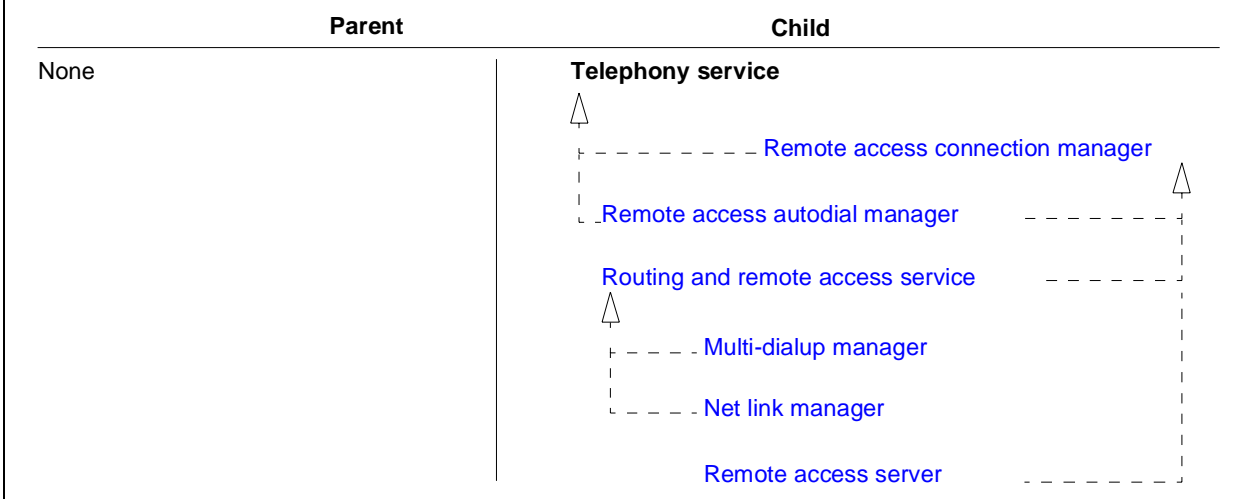 Parent Child
None Telephony service
Remote access connection manager
Remote access autodial manager
Routing and remote access service
Multi-dialup manager
Net link manager
Remote access server